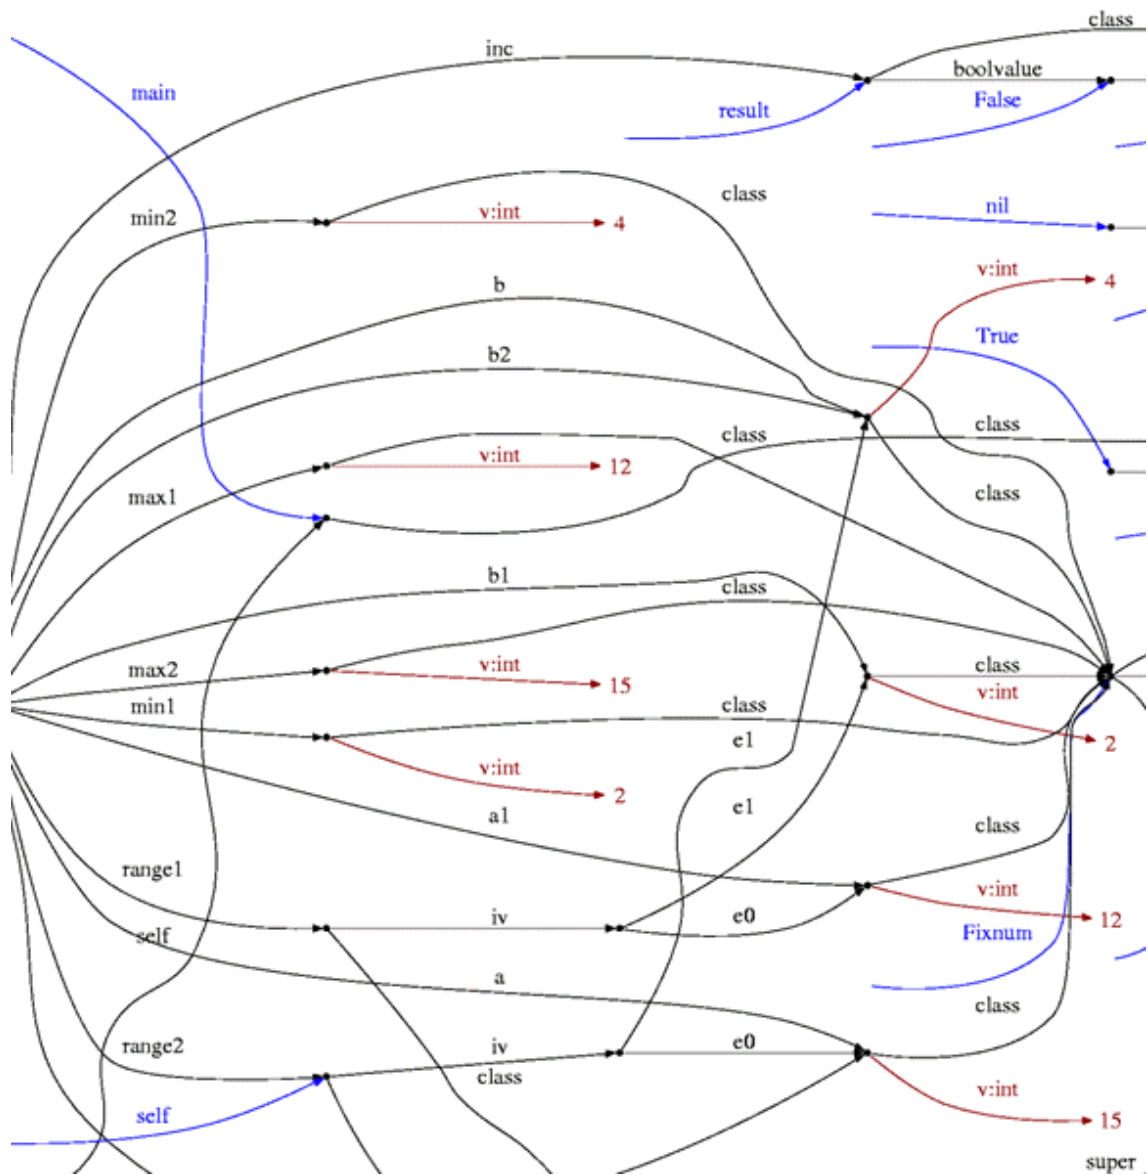 class
inc
boolvalue
main
False
result
class
min2
v:int
4
nil
v:int
4
b
True
b2
class
class
v:int
12
max1
class
b1
class
class
max2
v:int
15
v:int
min1
class
2
e1
v:int
2
e1
a1
class
range1
v:int
iv
e0
12
self
Fixnum
a
class
range2
iv
e0
class
v:int
self
15
super